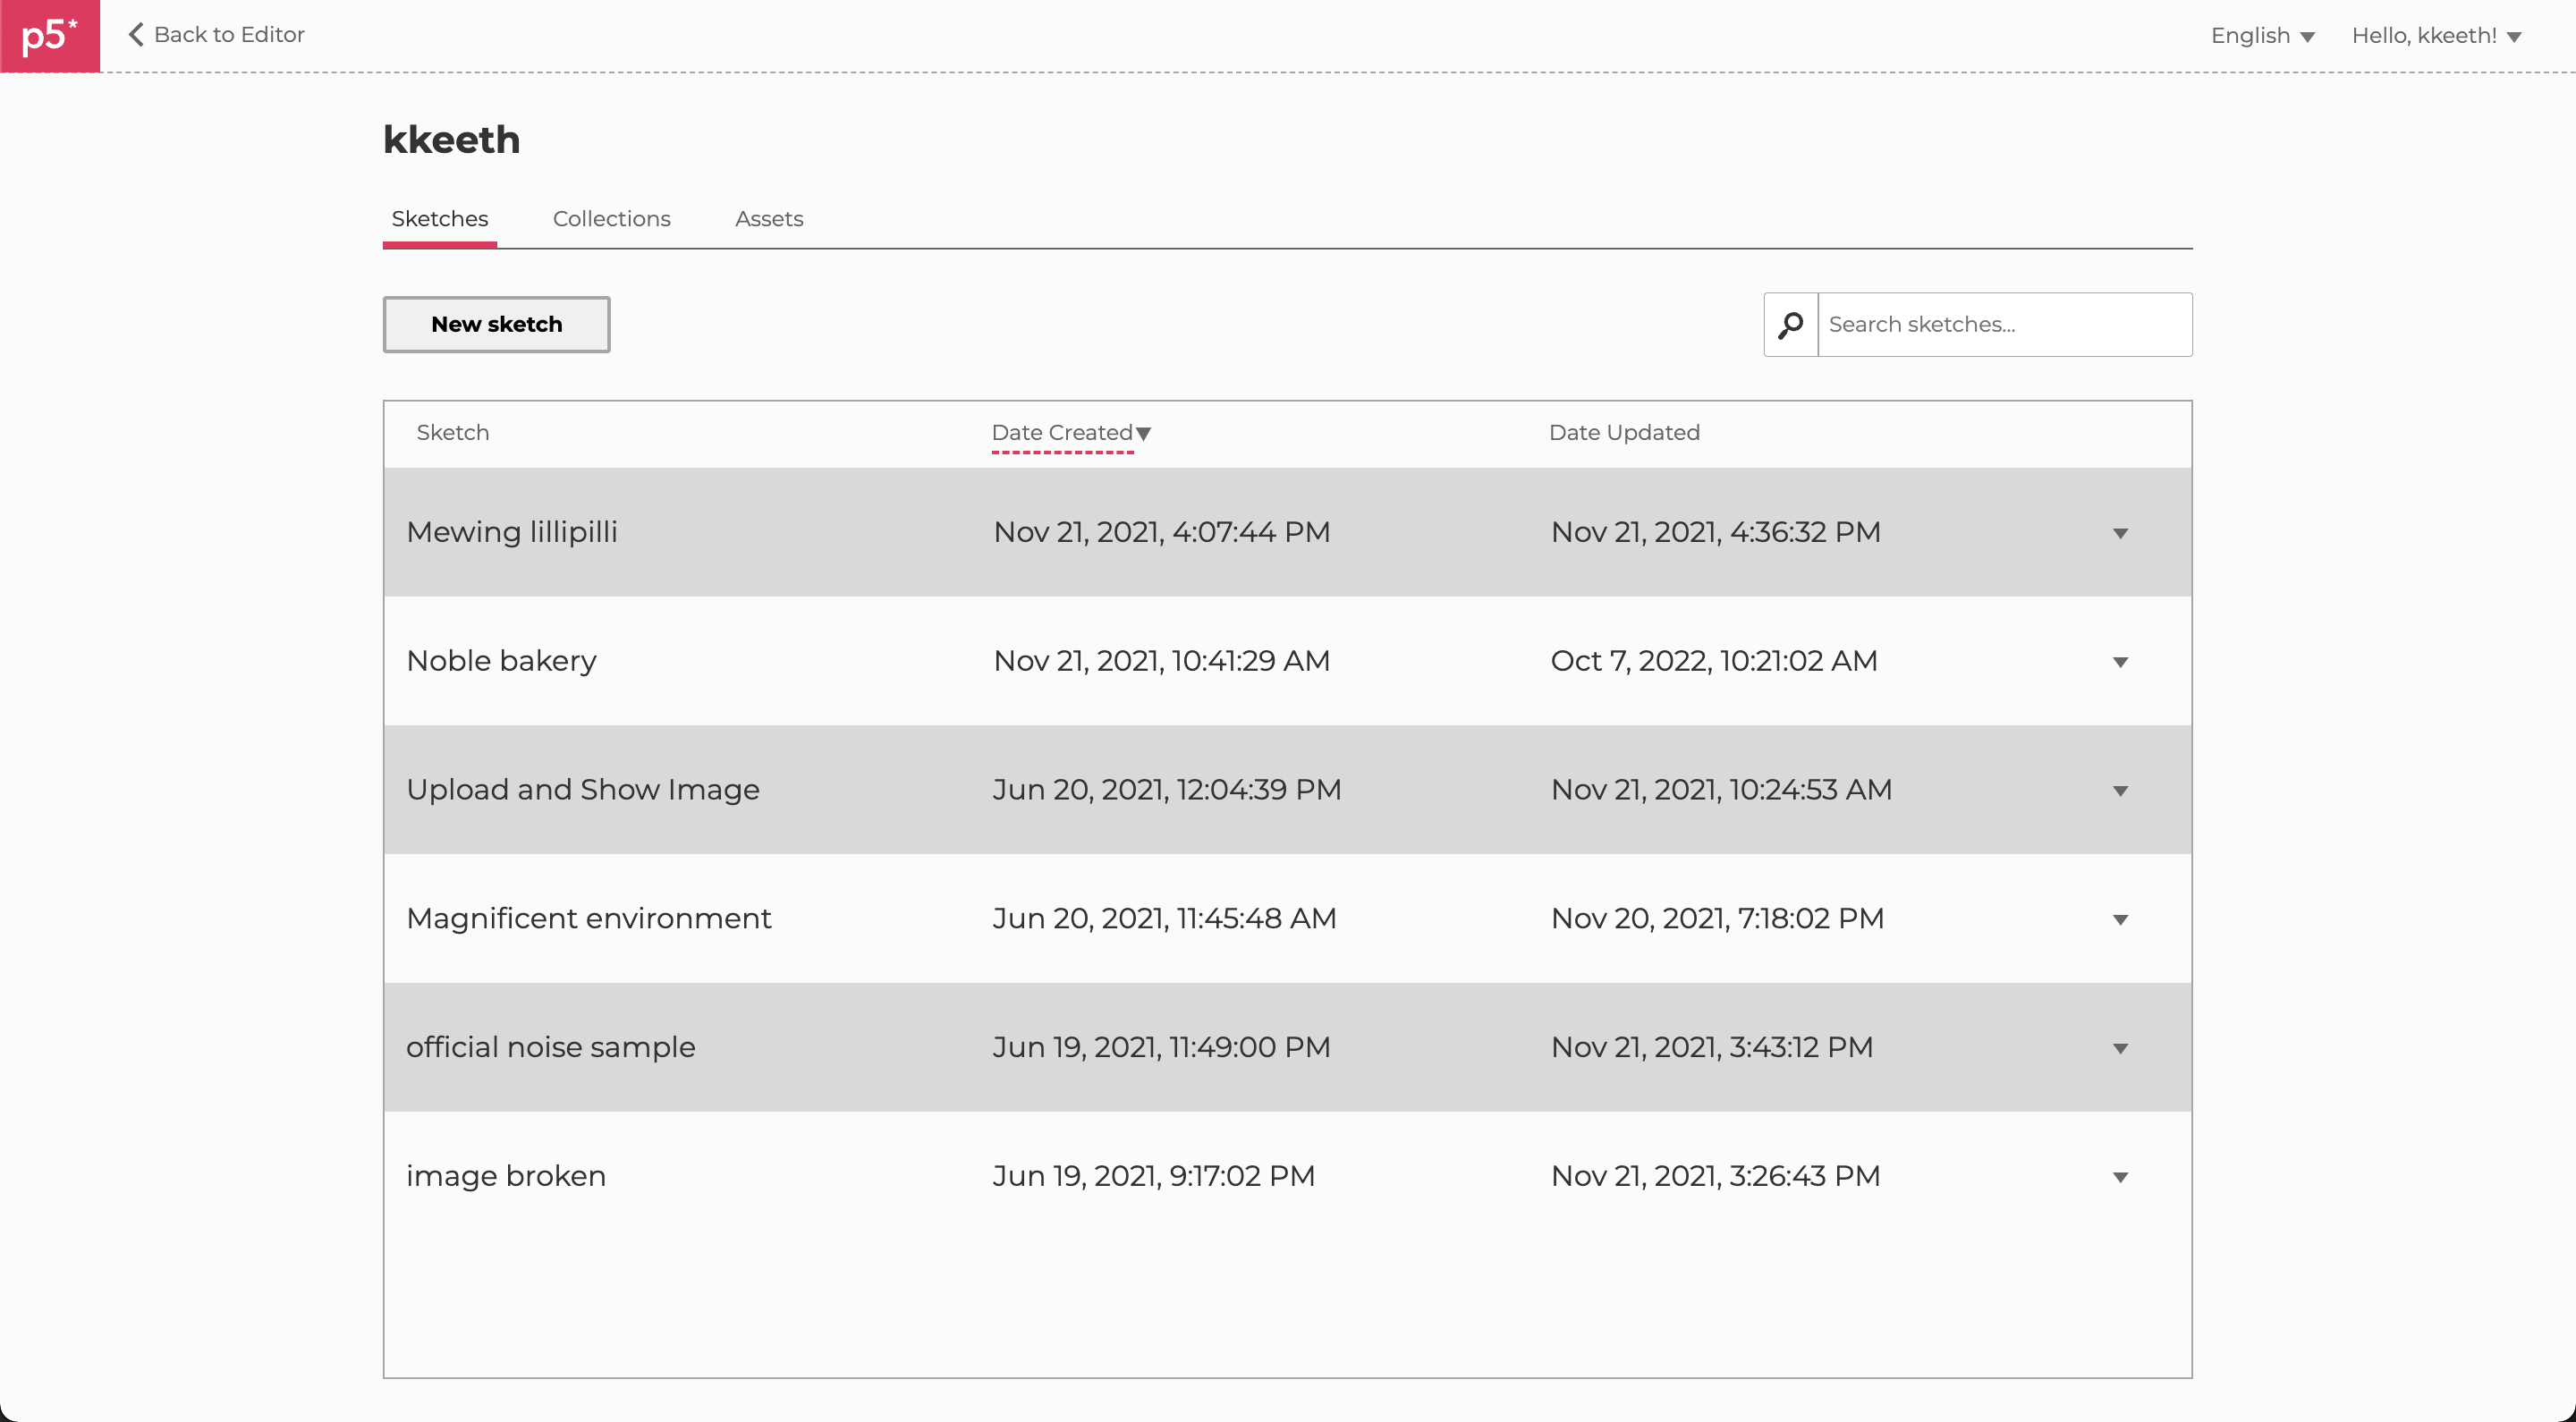 p5* Back to Editor English Hello, kkeeth!
kkeeth
Sketches Collections Assets
New sketch Search sketches...
Sketch Date Created Date Updated
Mewing lillipilli Nov 21, 2021, 4:07:44 PM Nov 21, 2021, 4:36:32 PM
Noble bakery Nov 21, 2021, 10:41:29 AM Oct 7, 2022, 10:21:02 AM
Upload and Show Image Jun 20, 2021, 12:04:39 PM Nov 21, 2021, 10:24:53 AM
Magnificent environment Jun 20, 2021, 11:45:48 AM Nov 20, 2021, 7:18:02 PM
official noise sample Jun 19, 2021, 11:49:00 PM Nov 21, 2021, 3:43:12 PM
image broken Jun 19, 2021, 9:17:02 PM Nov 21, 2021, 3:26:43 PM